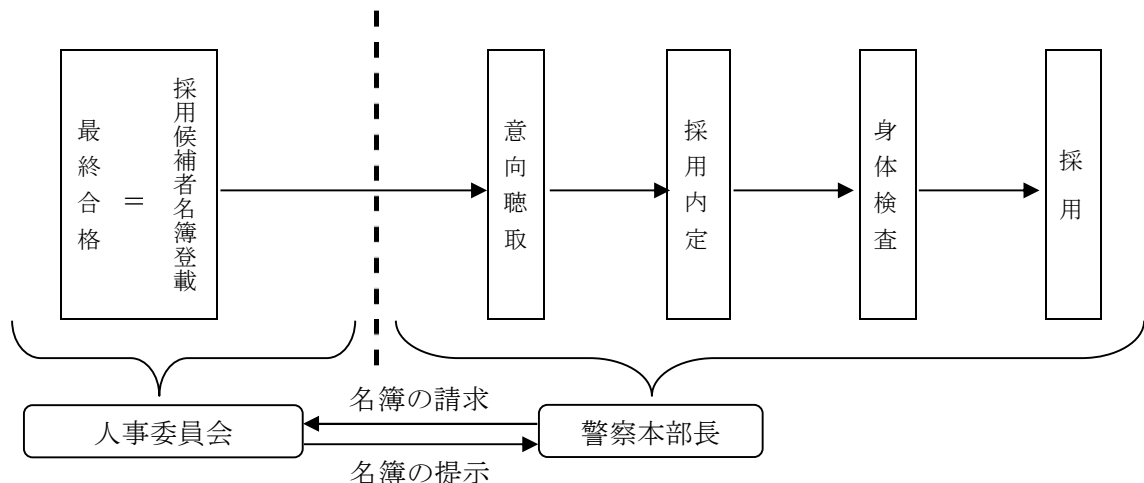 最終合格
＝
採用候補者名簿登載
意向聴取
採用内定
身体検査
採用
名簿の請求
人事委員会
警察本部長
名簿の提示